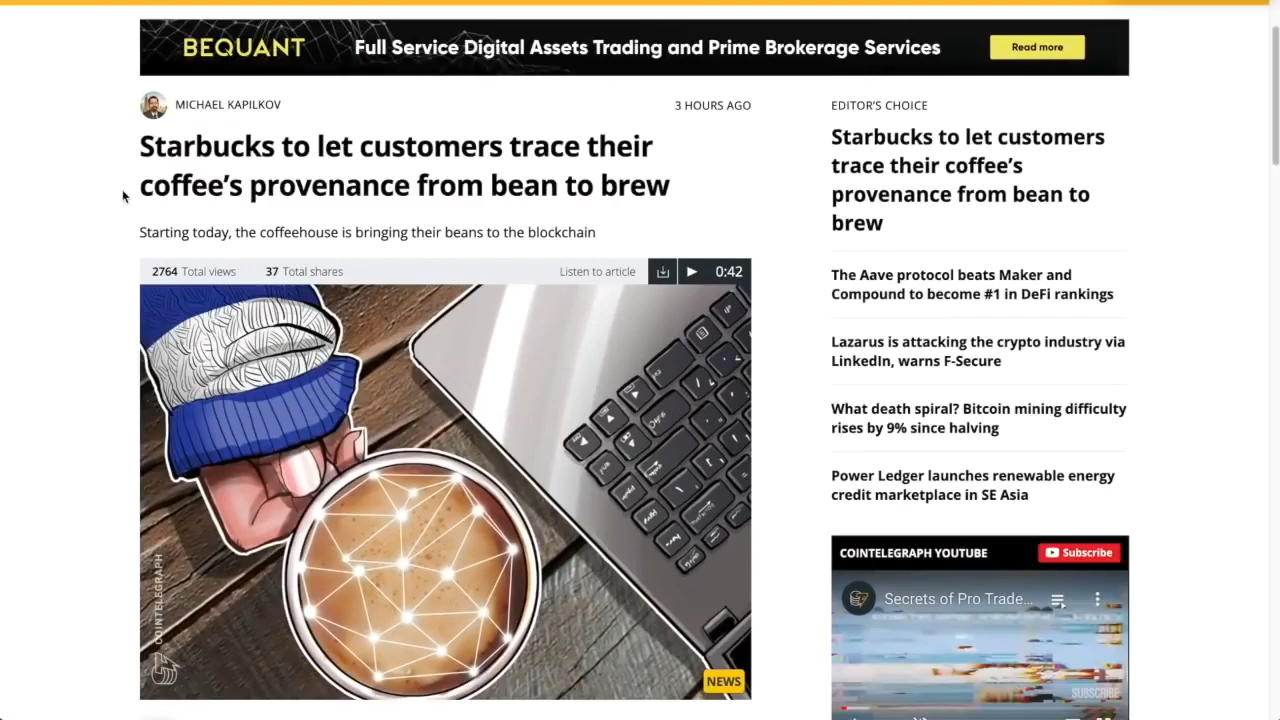 BEQUANT
Full Service Digital Assets Trading and Prime Brokerage Services
Read more
MICHAEL KAPILKOV
3 HOURS AGO
Starbucks to let customers trace their
coffee's provenance from bean to brew
Starting today, the coffeehouse is bringing their beans to the blockchain
2764 Total views
37 Total shares
Listen to article
0:42
COINTELEGRAPH
NEWS
EDITOR'S CHOICE
Starbucks to let customers
trace their coffee's
provenance from bean to
brew
The Aave protocol beats Maker and
Compound to become #1 in DeFi rankings
Lazarus is attacking the crypto industry via
LinkedIn, warns F-Secure
What death spiral? Bitcoin mining difficulty
rises by 9% since halving
Power Ledger launches renewable energy
credit marketplace in SE Asia
COINTELEGRAPH YOUTUBE
Subscribe
Secrets of Pro Trade...
SUBSCRIBE